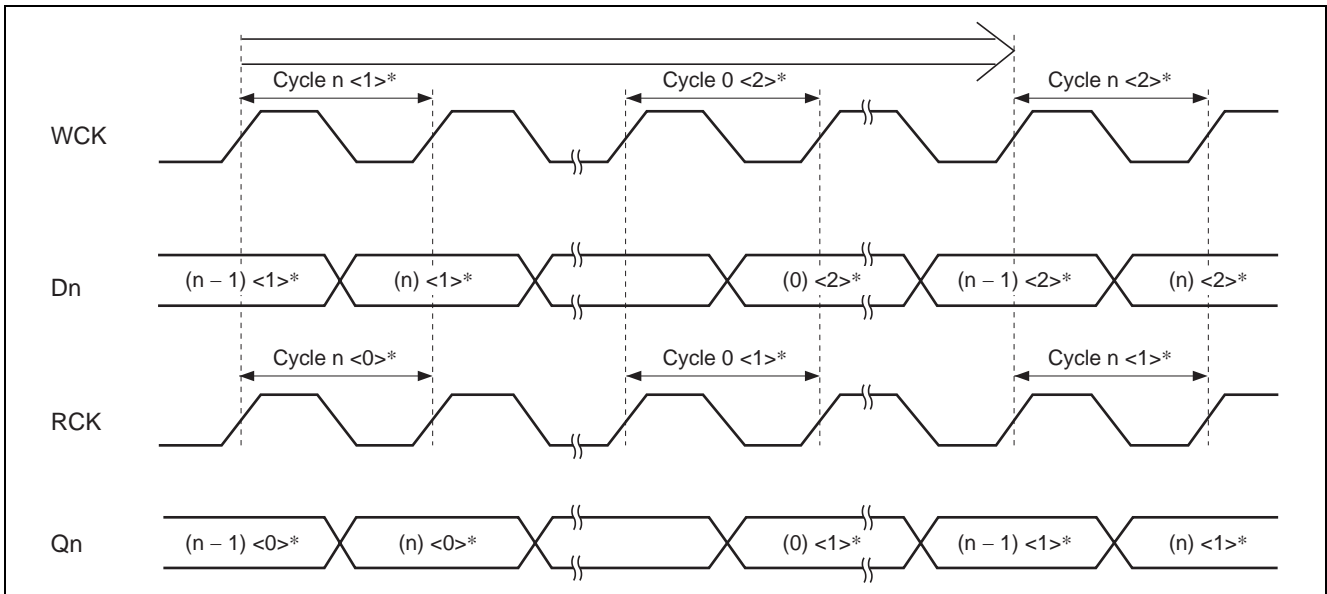 Cycle n <1>* Cycle 0 <2>* Cycle n <2>*
WCK
Dn (n – 1) <1>* (n) <1>* (0) <2>* (n – 1) <2>* (n) <2>*
Cycle n <0>* Cycle 0 <1>* Cycle n <1>*
RCK
Qn (n – 1) <0>* (n) <0>* (0) <1>* (n – 1) <1>* (n) <1>*